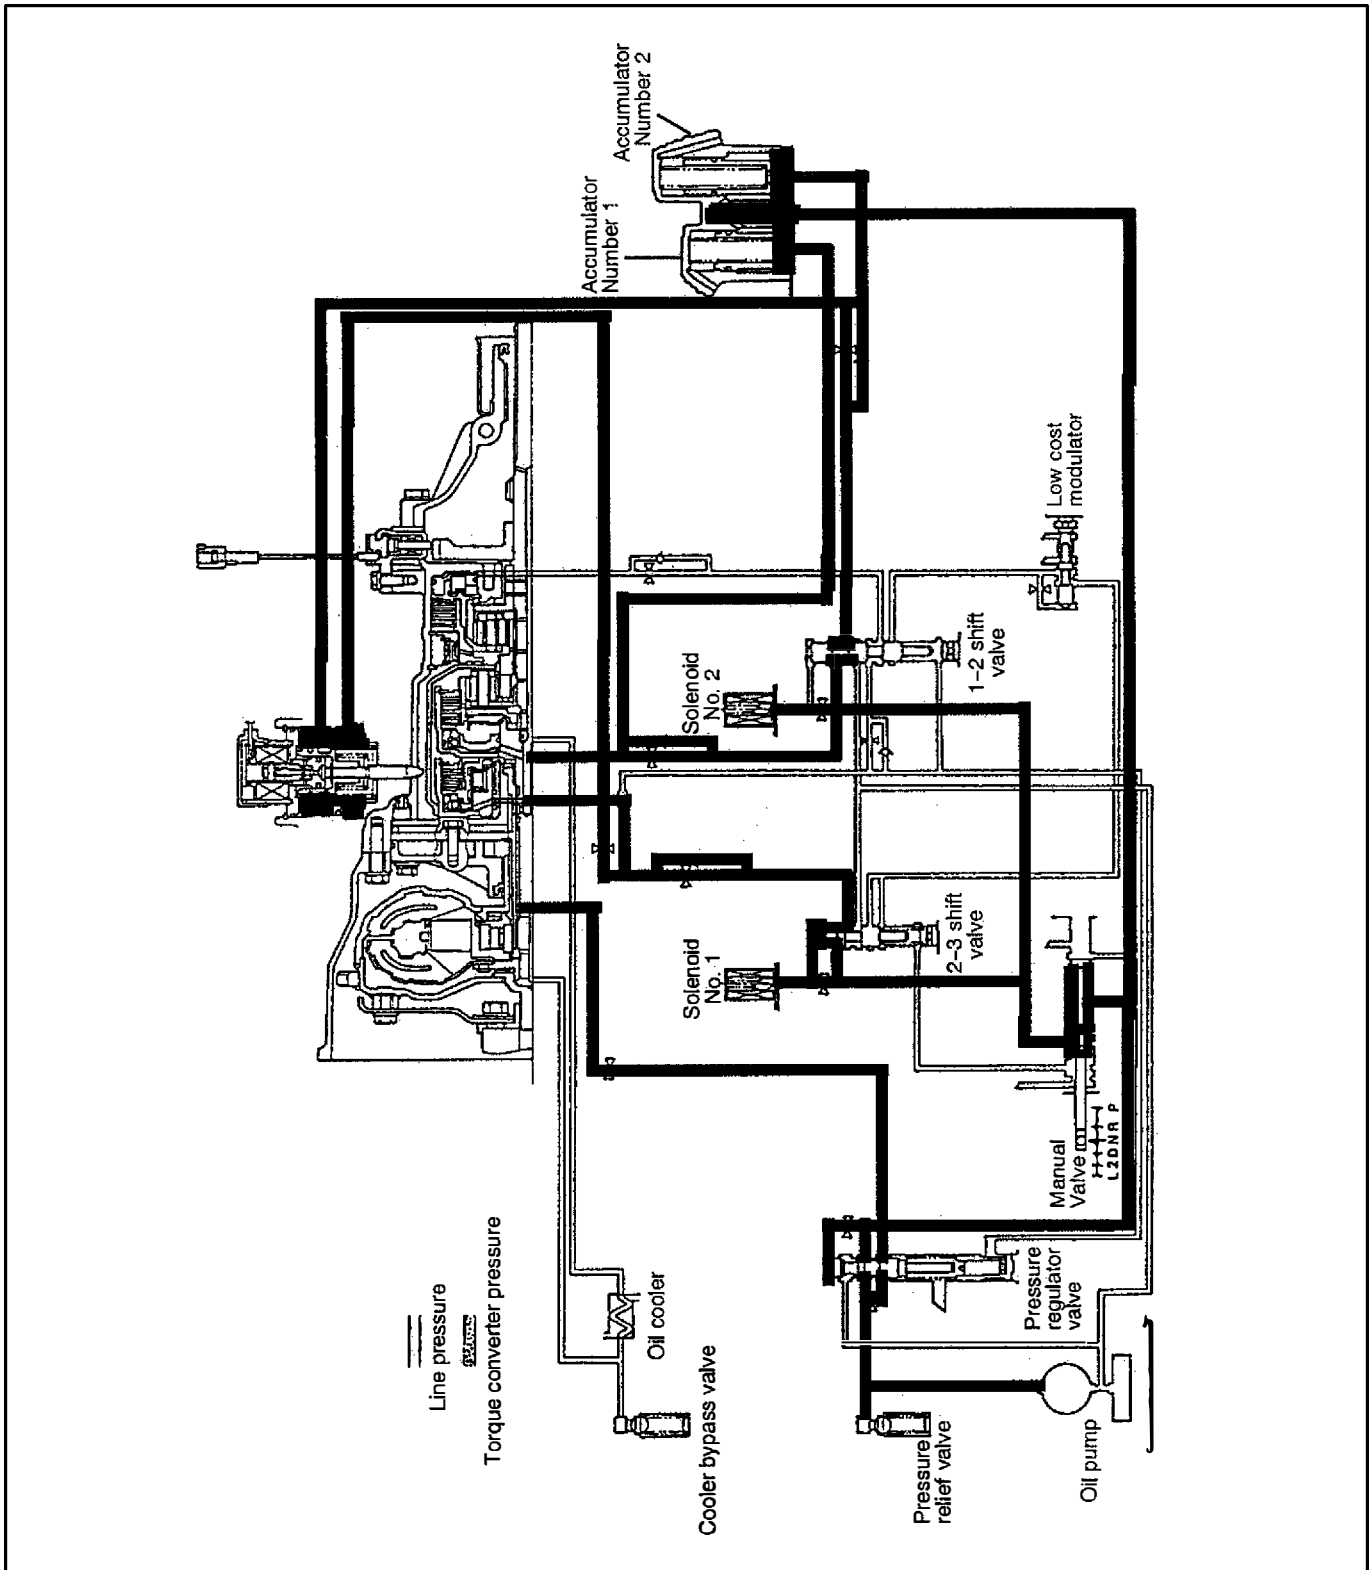 Line pressure
Torque converter pressure
Cooler bypass valve
Oil cooler
Pressure
relief valve
Oil pump
Pressure
regulator
valve
Manual
Valve
L 2 D N R P
Solenoid
No. 1
2-3 shift
valve
Solenoid
No. 2
1-2 shift
valve
Low cost
modulator
Accumulator
Number 1
Accumulator
Number 2